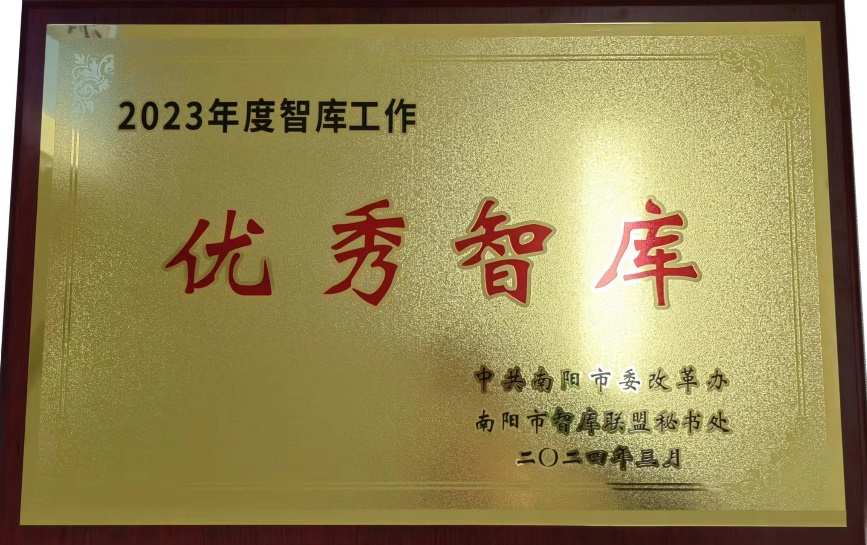 2023年度智库工作
优秀智库
中共南阳市委改革办
南阳市智库联盟秘书处
二〇二四年三月